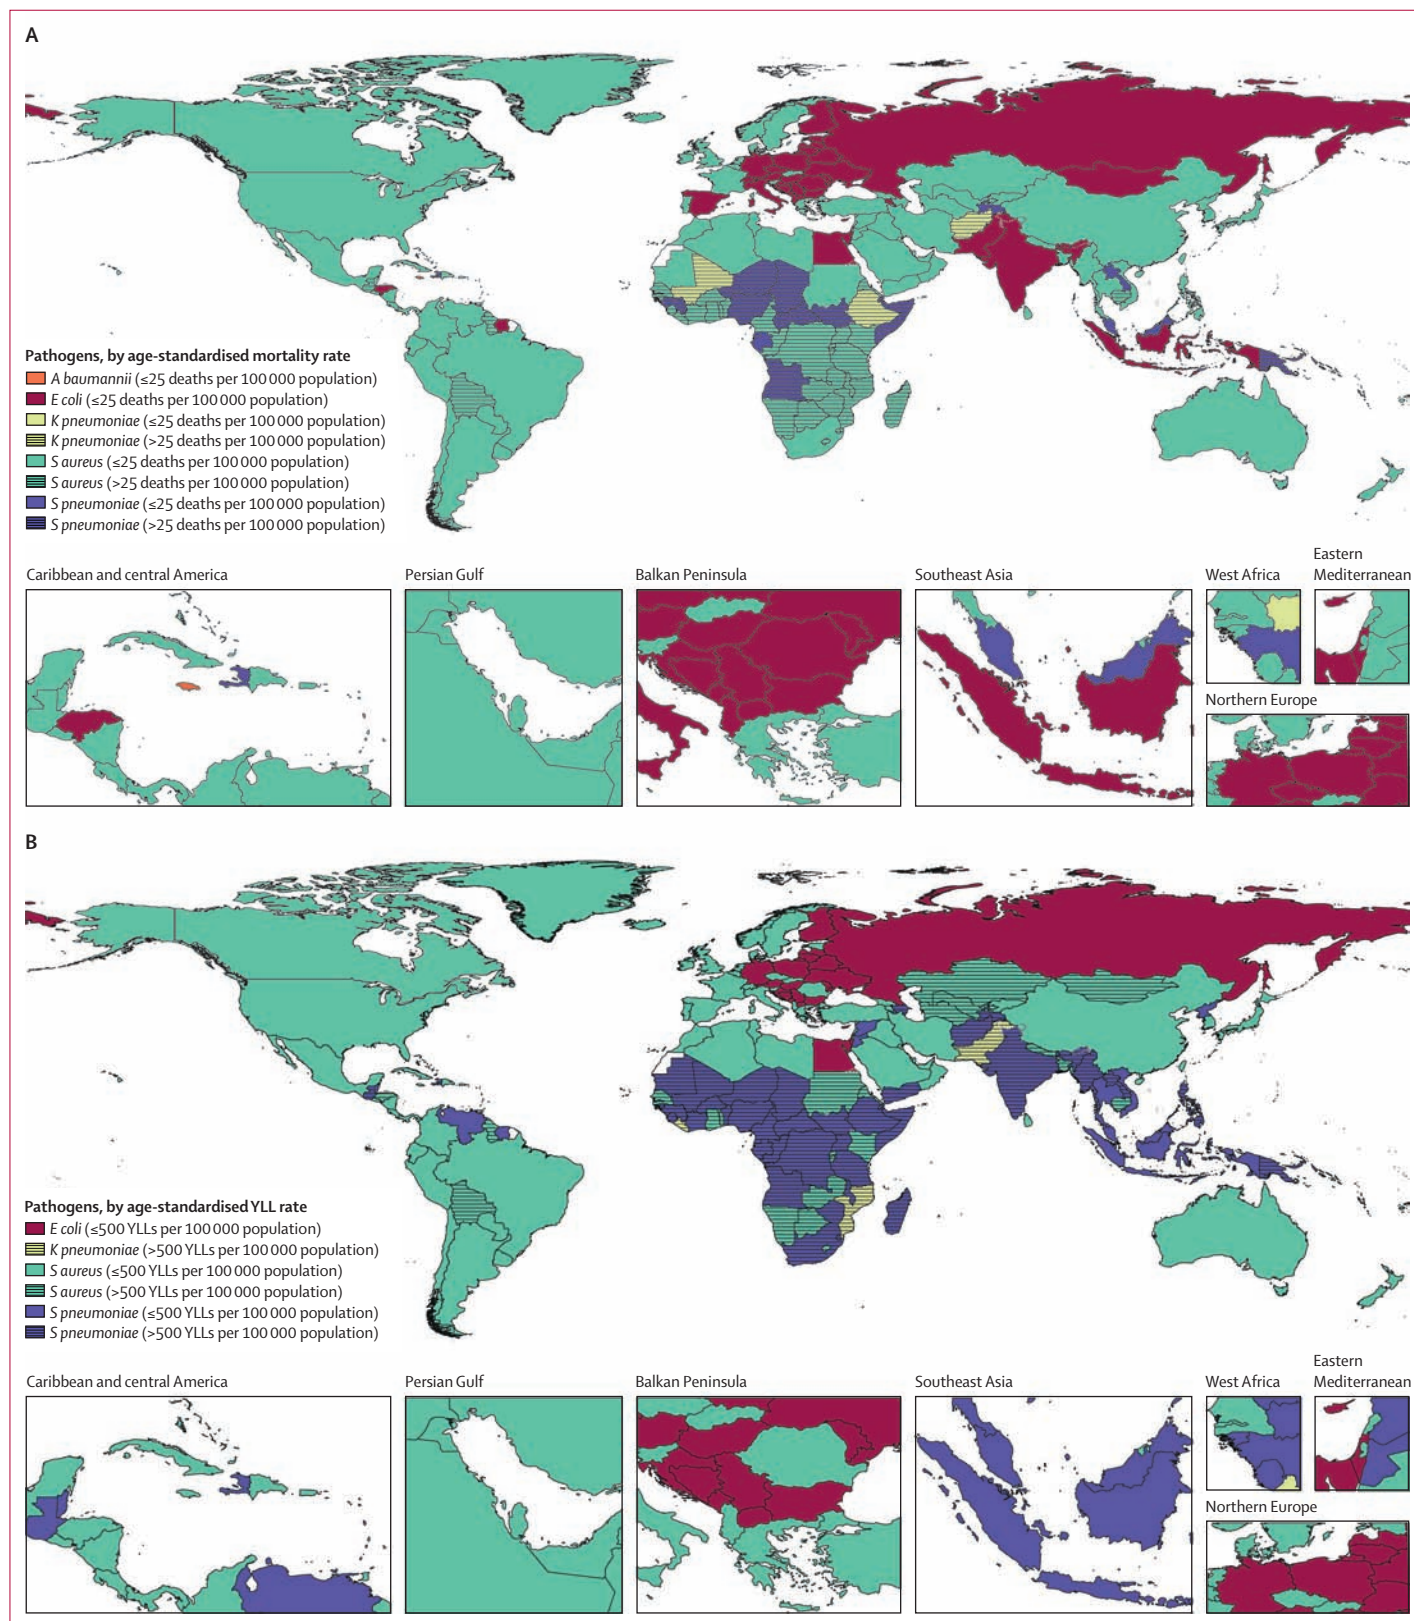 A
Pathogens, by age-standardised mortality rate
A baumannii (≤25 deaths per 100 000 population)
E coli (≤25 deaths per 100 000 population)
K pneumoniae (≤25 deaths per 100 000 population)
K pneumoniae (>25 deaths per 100 000 population)
S aureus (≤25 deaths per 100 000 population)
S aureus (>25 deaths per 100 000 population)
S pneumoniae (≤25 deaths per 100 000 population)
S pneumoniae (>25 deaths per 100 000 population)
Caribbean and central America
Persian Gulf
Balkan Peninsula
Southeast Asia
West Africa
Eastern
Mediterranean
Northern Europe
B
Pathogens, by age-standardised YLL rate
E coli (≤500 YLLs per 100 000 population)
K pneumoniae (>500 YLLs per 100 000 population)
S aureus (≤500 YLLs per 100 000 population)
S aureus (>500 YLLs per 100 000 population)
S pneumoniae (≤500 YLLs per 100 000 population)
S pneumoniae (>500 YLLs per 100 000 population)
Caribbean and central America
Persian Gulf
Balkan Peninsula
Southeast Asia
West Africa
Eastern
Mediterranean
Northern Europe